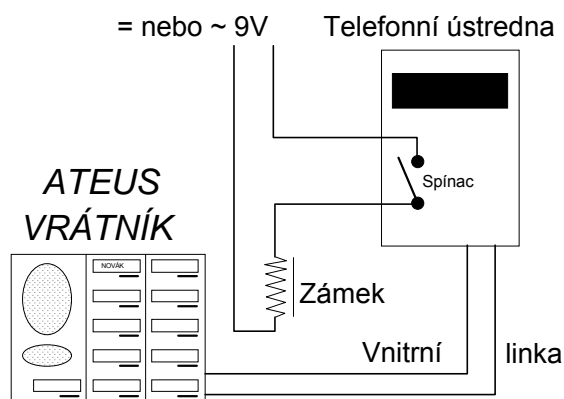 = nebo ~ 9V
Telefonní ústredna
Spínac
ATEUS
VRÁTNÍK
NOVÁK
Zámek
Vnitrní linka